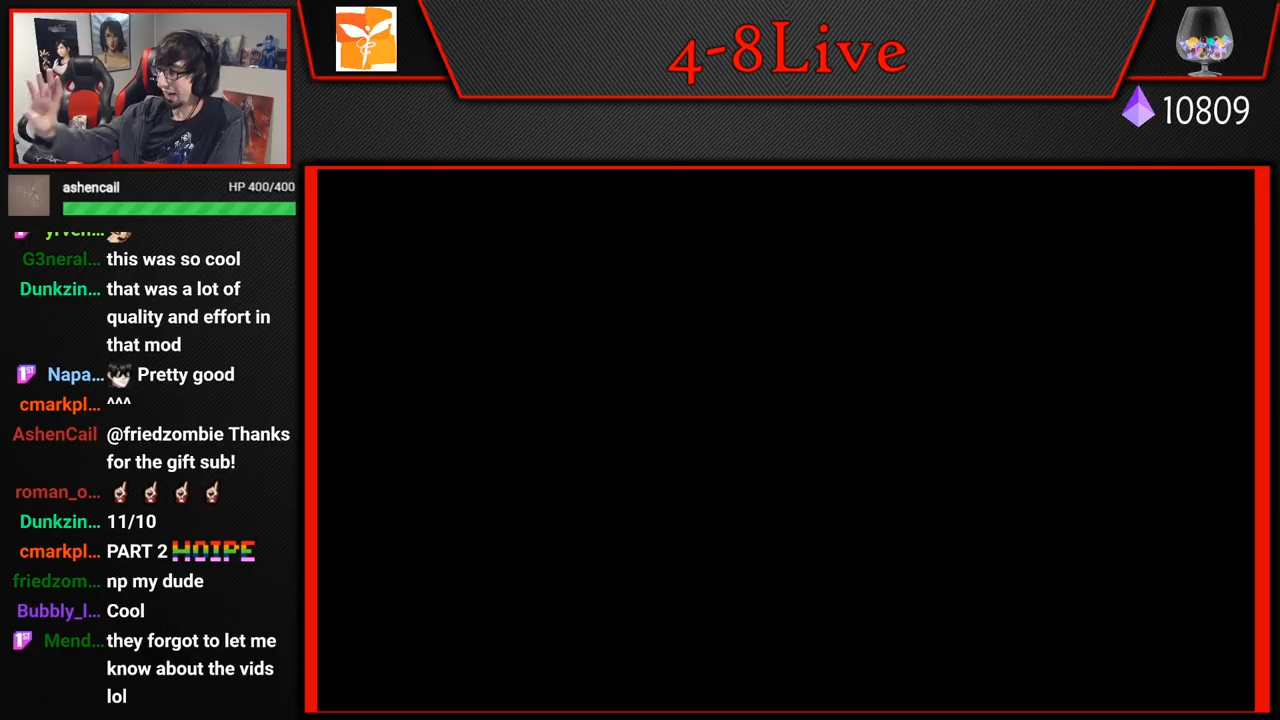 4-8Live
10809
ashencail HP 400/400
G3neral... this was so cool
Dunkzin... that was a lot of
quality and effort in
that mod
1ST Napa... Pretty good
cmarkpl... ^^^
AshenCail @friedzombie Thanks
for the gift sub!
roman_o...
Dunkzin... 11/10
cmarkpl... PART 2 HOIPE
friedzom... np my dude
Bubbly_l... Cool
1ST Mend... they forgot to let me
know about the vids
lol